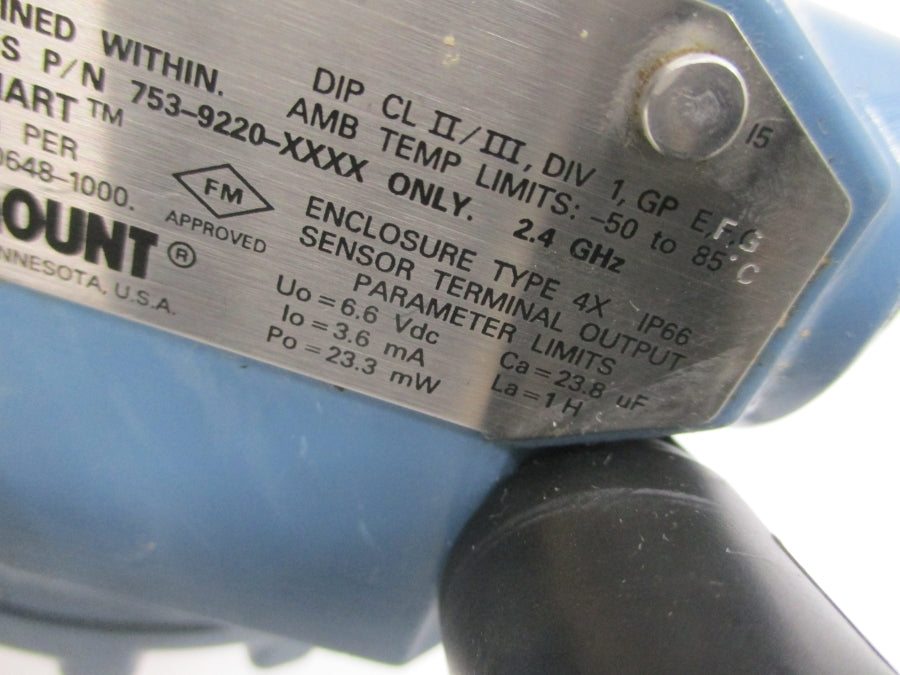 INED WITHIN.
S P/N 753-9220-XXXX ONLY.
HART™
PER
0648-1000.
FM
APPROVED
OUNT®
NNESOTA, U.S.A.
DIP CL II/III, DIV 1, GP E,F,G
AMB TEMP LIMITS: -50 to 85°C
2.4 GHz
ENCLOSURE TYPE 4X IP66
SENSOR TERMINAL OUTPUT
PARAMETER LIMITS
Uo=6.6 Vdc Ca=23.8 uF
Io=3.6 mA La=1 H
Po=23.3 mW
15